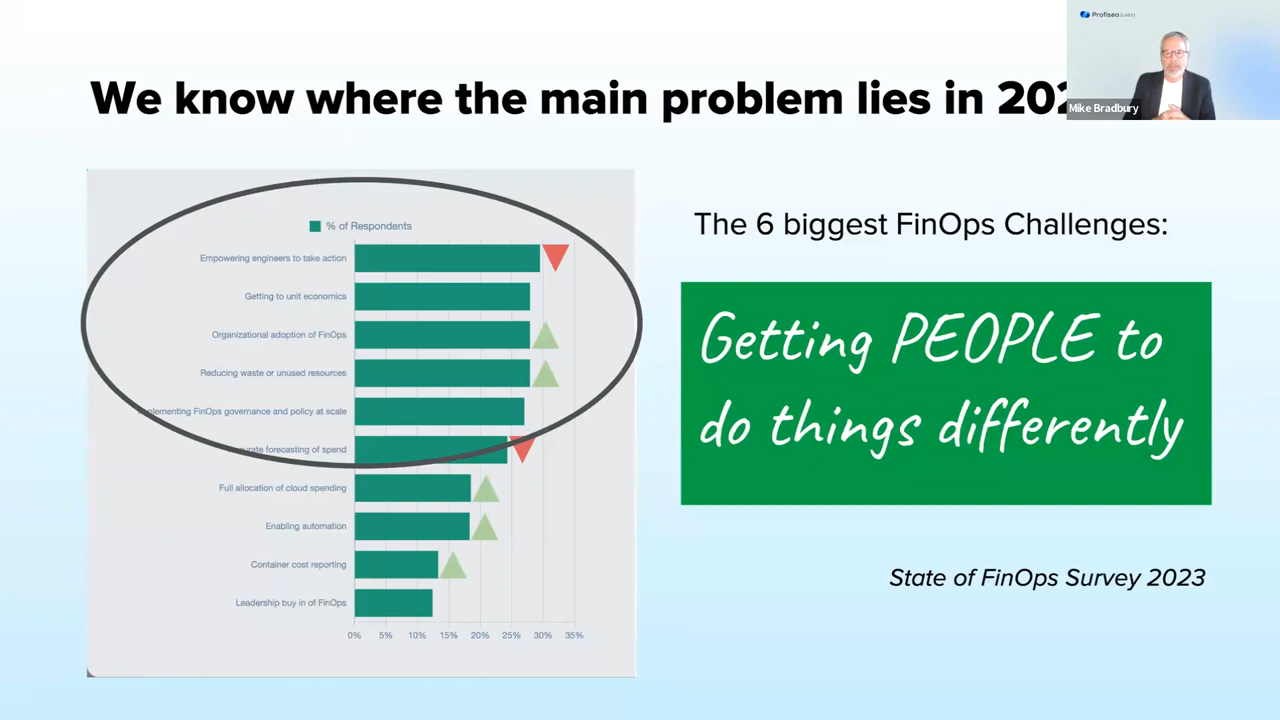 Profisea [LABS]
We know where the main problem lies in 202
Mike Bradbury
% of Respondents
Empowering engineers to take action
Getting to unit economics
Organizational adoption of FinOps
Reducing waste or unused resources
Implementing FinOps governance and policy at scale
Accurate forecasting of spend
Full allocation of cloud spending
Enabling automation
Container cost reporting
Leadership buy in of FinOps
0% 5% 10% 15% 20% 25% 30% 35%
The 6 biggest FinOps Challenges:
Getting PEOPLE to
do things differently
State of FinOps Survey 2023